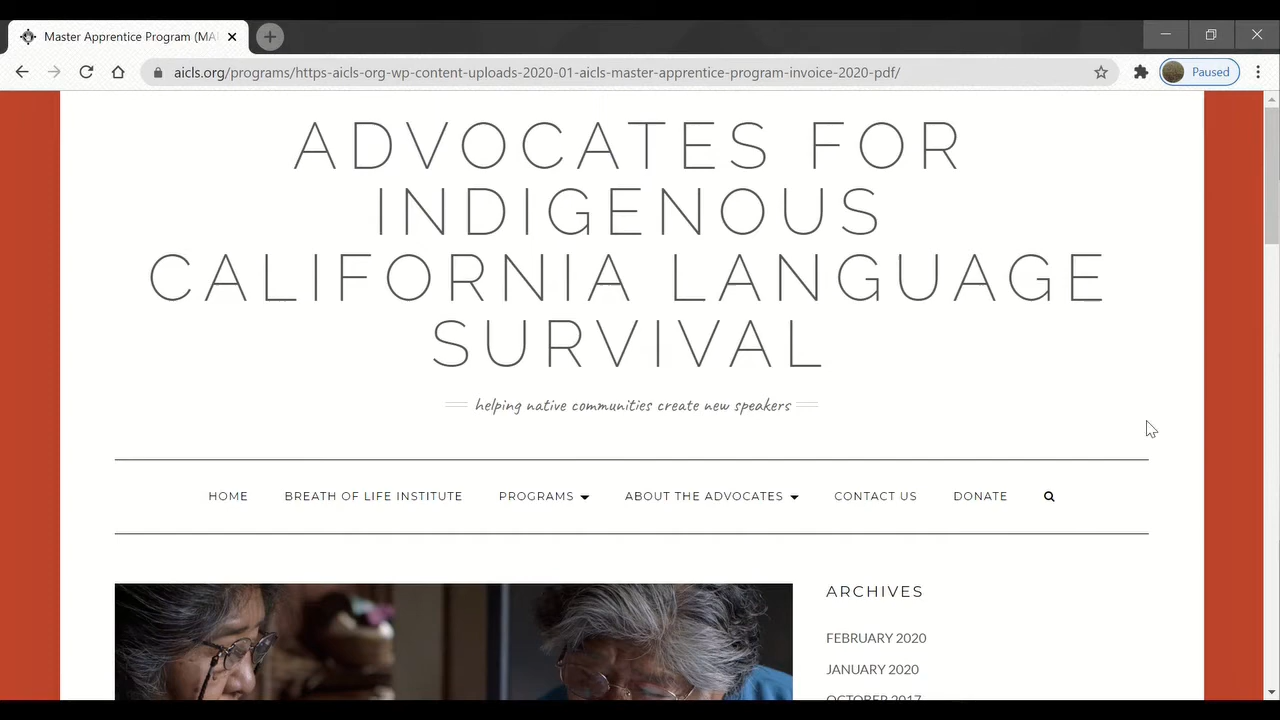 Master Apprentice Program (MA
aicls.org/programs/https-aicls-org-wp-content-uploads-2020-01-aicls-master-apprentice-program-invoice-2020-pdf/
Paused
ADVOCATES FOR
INDIGENOUS
CALIFORNIA LANGUAGE
SURVIVAL
helping native communities create new speakers
HOME BREATH OF LIFE INSTITUTE PROGRAMS ABOUT THE ADVOCATES CONTACT US DONATE
ARCHIVES
FEBRUARY 2020
JANUARY 2020
OCTOBER 2017